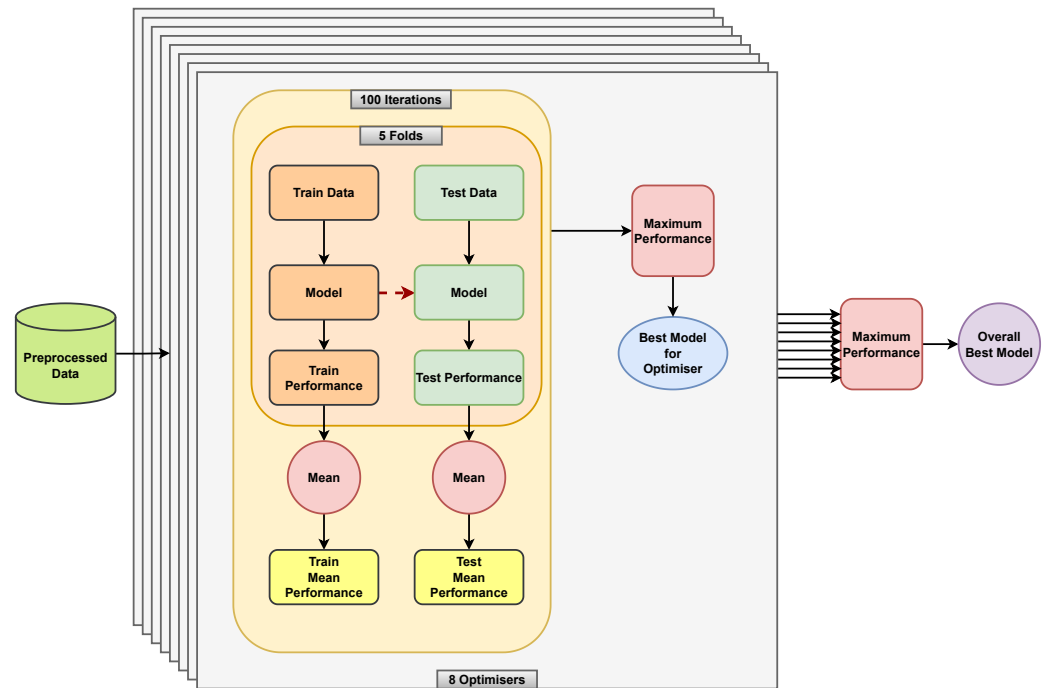 100 Iterations
5 Folds
Train Data
Test Data
Model
Model
Train
Performance
Test Performance
Mean
Mean
Train
Mean
Performance
Test
Mean
Performance
Preprocessed
Data
Maximum
Performance
Best Model
for
Optimiser
Maximum
Performance
Overall
Best Model
8 Optimisers